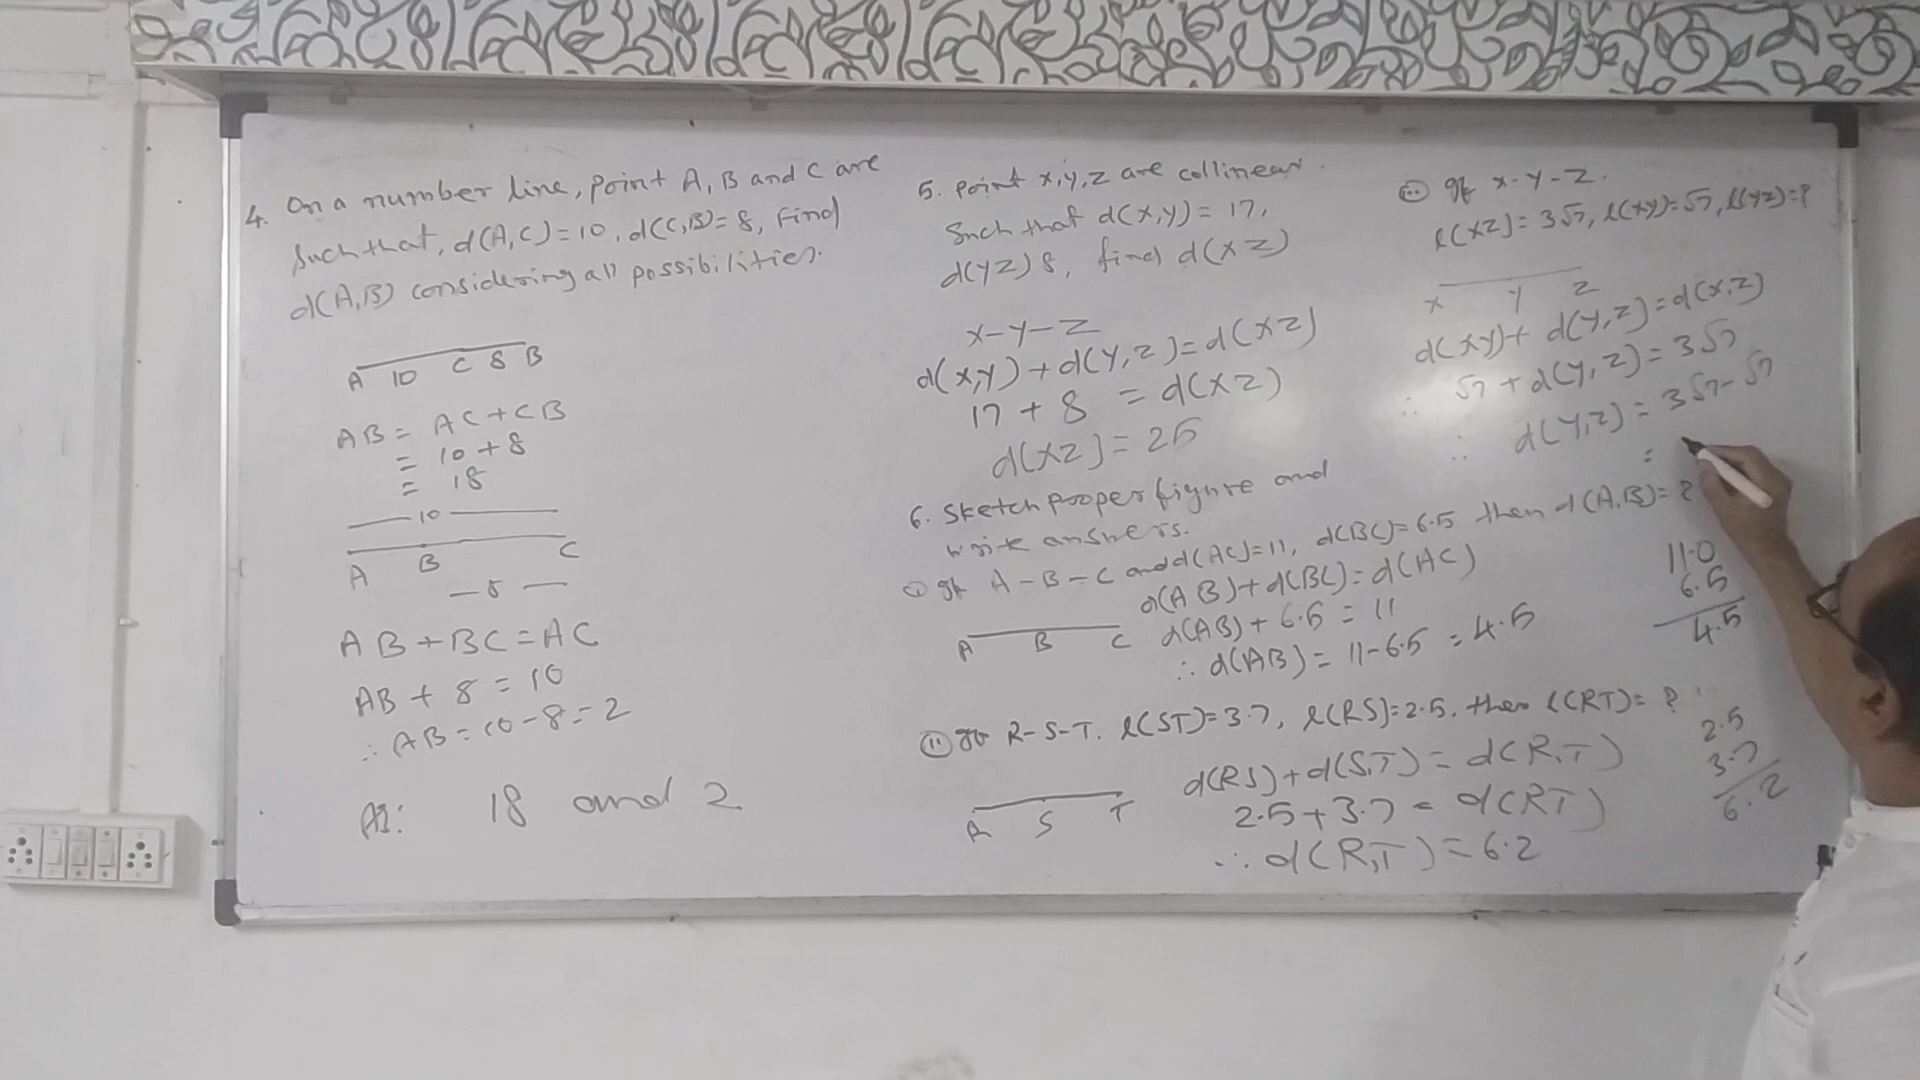 4. On a number line, point A, B and C are
Such that, d(A,C)=10, d(C,B)=8, Find
d(A,B) considering all possibilities.
A 10 C 8 B
AB = AC + CB
= 10 + 8
= 18
10
A B C
8
AB + BC = AC
AB + 8 = 10
∴ AB = 10 - 8 = 2
18 and 2
5. point x,y,z are collinear.
Such that d(x,y) = 17,
d(yz) 8, find d(xz)
x-y-z
d(x,y) + d(y,z) = d(xz)
17 + 8 = d(xz)
d(xz) = 25
6. Sketch proper figure and
write answers.
① If A-B-C and d(AC)=11, d(BC)=6.5 then d(A,B)=?
d(AB) + d(BC) = d(AC)
A B C d(AB) + 6.5 = 11
∴ d(AB) = 11-6.5 = 4.5
11.0
6.5
4.5
⑪ If R-S-T. l(ST)=3.7, l(RS)=2.5. then l(RT)= ?
d(RS) + d(S,T) = d(R,T)
R S T 2.5 + 3.7 = d(RT)
∴ d(R,T) = 6.2
2.5
3.7
6.2
If x-y-z.
l(xz) = 3√7, l(xy)=√7, l(yz)=?
x y z
d(xy) + d(y,z) = d(x,z)
∴ √7 + d(y,z) = 3√7
∴ d(y,z) = 3√7 - √7
=